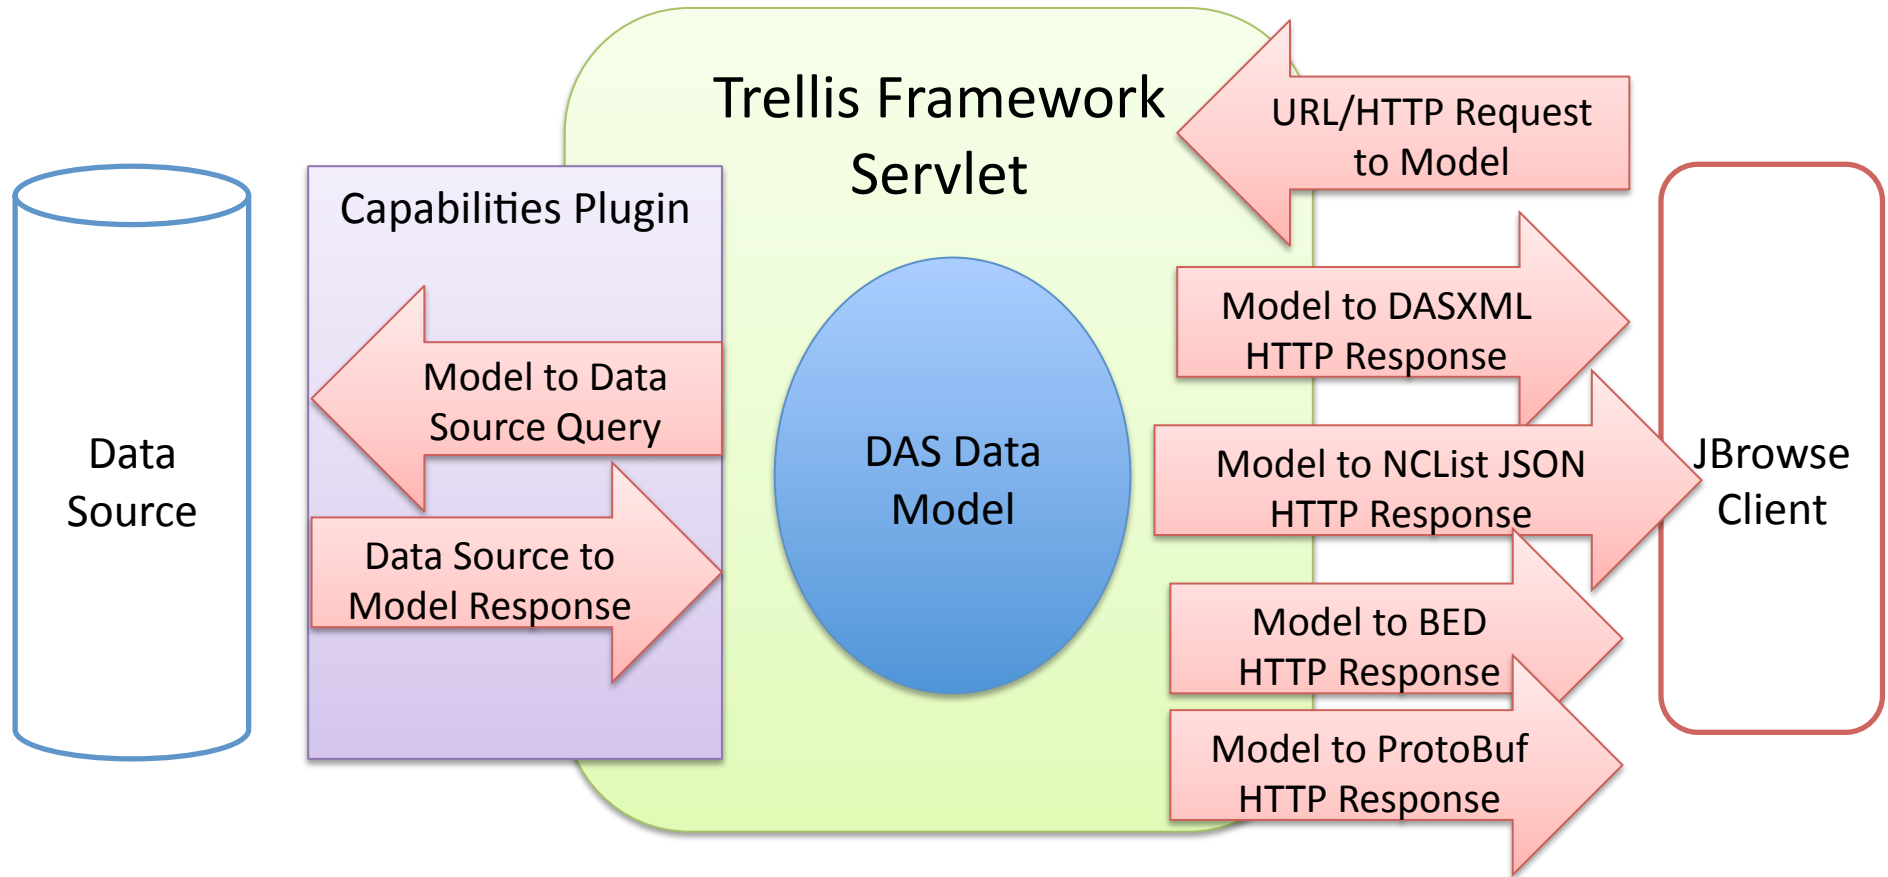 Trellis Framework
Servlet
URL/HTTP Request
to Model
Capabilities Plugin
Model to DASXML
HTTP Response
Model to Data
Source Query
Data
Source
DAS Data
Model
Model to NCList JSON
HTTP Response
JBrowse
Client
Data Source to
Model Response
Model to BED
HTTP Response
Model to ProtoBuf
HTTP Response